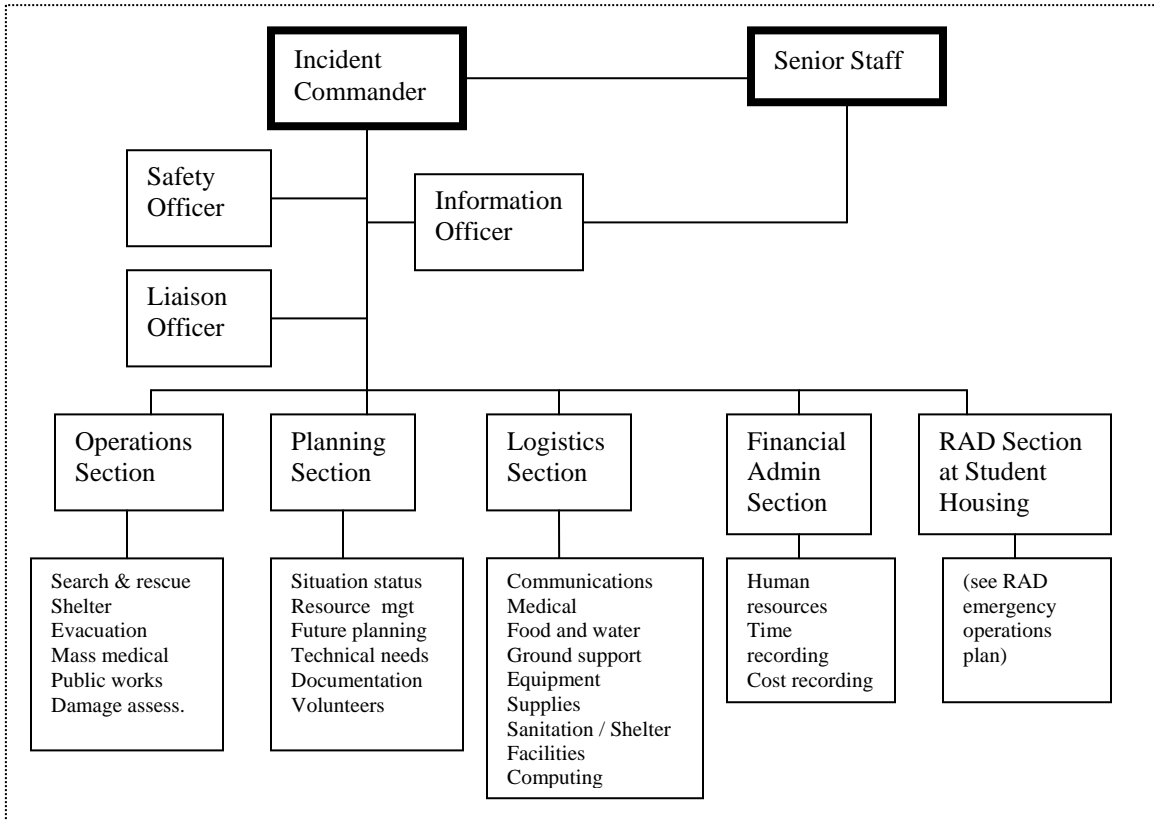 Incident
Commander
Senior Staff
Safety
Officer
Information
Officer
Liaison
Officer
Operations
Section
Planning
Section
Logistics
Section
Financial
Admin
Section
RAD Section
at Student
Housing
Search & rescue
Shelter
Evacuation
Mass medical
Public works
Damage assess.
Situation status
Resource mgt
Future planning
Technical needs
Documentation
Volunteers
Communications
Medical
Food and water
Ground support
Equipment
Supplies
Sanitation / Shelter
Facilities
Computing
Human
resources
Time
recording
Cost recording
(see RAD
emergency
operations
plan)